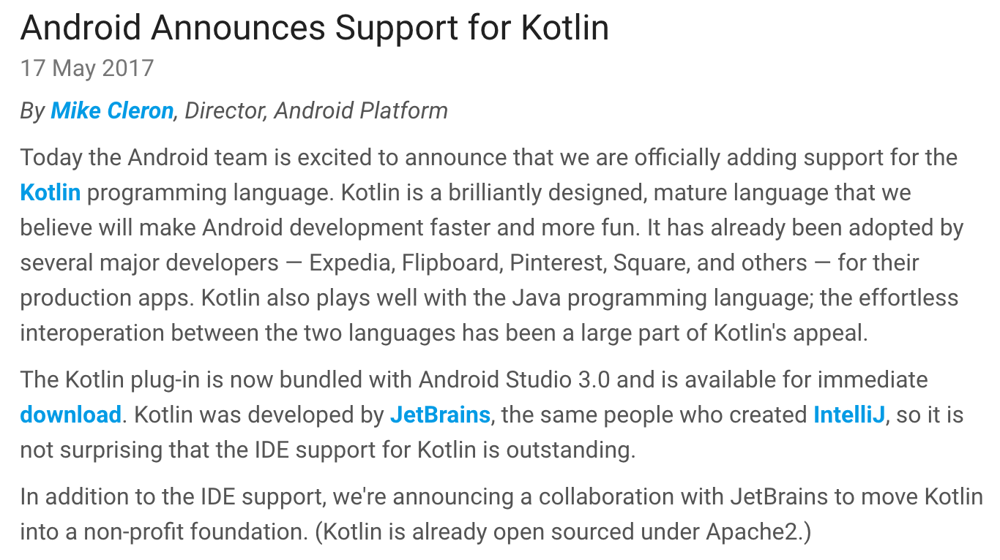 Android Announces Support for Kotlin
17 May 2017
By Mike Cleron, Director, Android Platform
Today the Android team is excited to announce that we are officially adding support for the
Kotlin programming language. Kotlin is a brilliantly designed, mature language that we
believe will make Android development faster and more fun. It has already been adopted by
several major developers — Expedia, Flipboard, Pinterest, Square, and others — for their
production apps. Kotlin also plays well with the Java programming language; the effortless
interoperation between the two languages has been a large part of Kotlin's appeal.
The Kotlin plug-in is now bundled with Android Studio 3.0 and is available for immediate
download. Kotlin was developed by JetBrains, the same people who created IntelliJ, so it is
not surprising that the IDE support for Kotlin is outstanding.
In addition to the IDE support, we're announcing a collaboration with JetBrains to move Kotlin
into a non-profit foundation. (Kotlin is already open sourced under Apache2.)